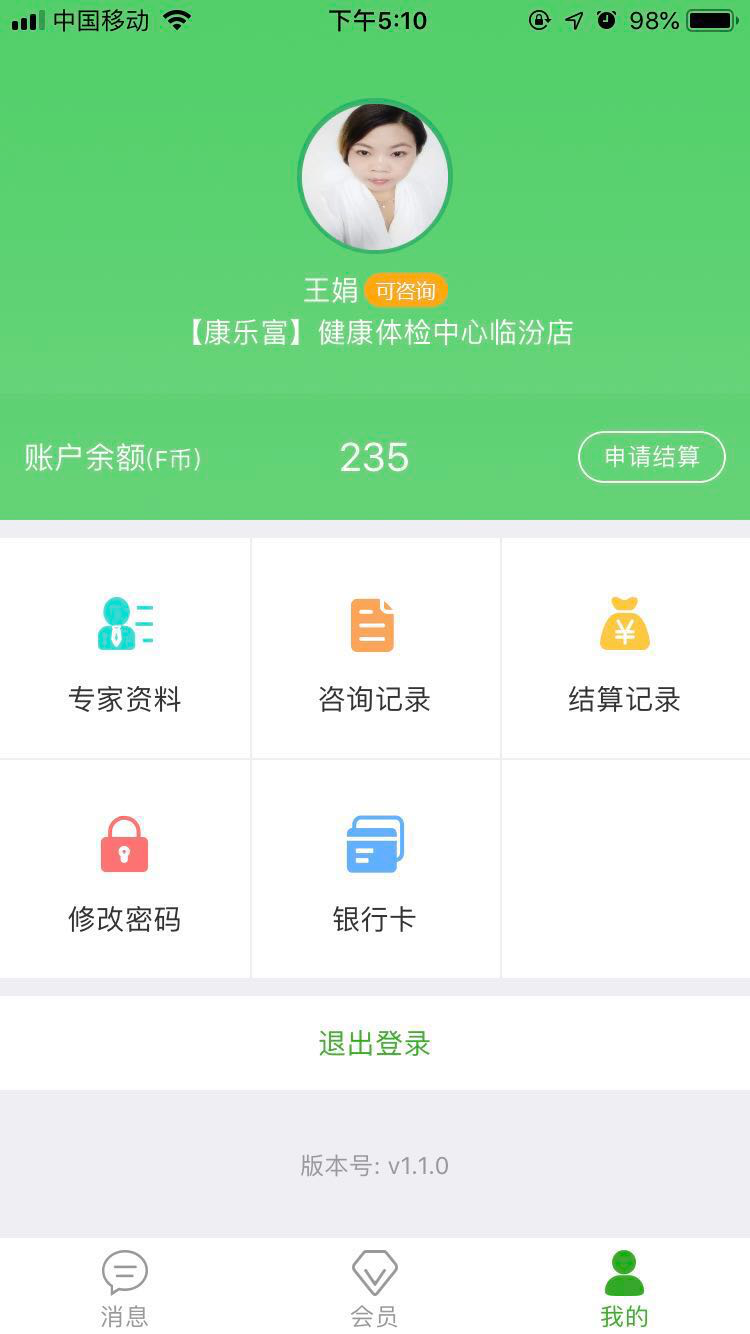 中国移动 下午5:10 98%
王娟 可咨询
【康乐富】健康体检中心临汾店
账户余额(F币) 235 申请结算
专家资料 咨询记录 结算记录
修改密码 银行卡
退出登录
版本号: v1.1.0
消息 会员 我的